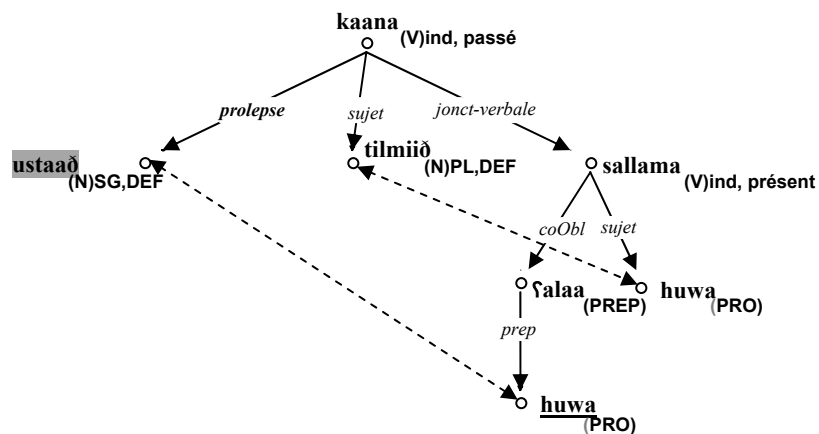 kaana
(V)ind, passé
prolepse sujet jonct-verbale
ustaað
(N)SG,DEF
tilmiið
(N)PL,DEF
sallama
(V)ind, présent
coObl sujet
ʕalaa
(PREP)
huwa
(PRO)
prep
huwa
(PRO)